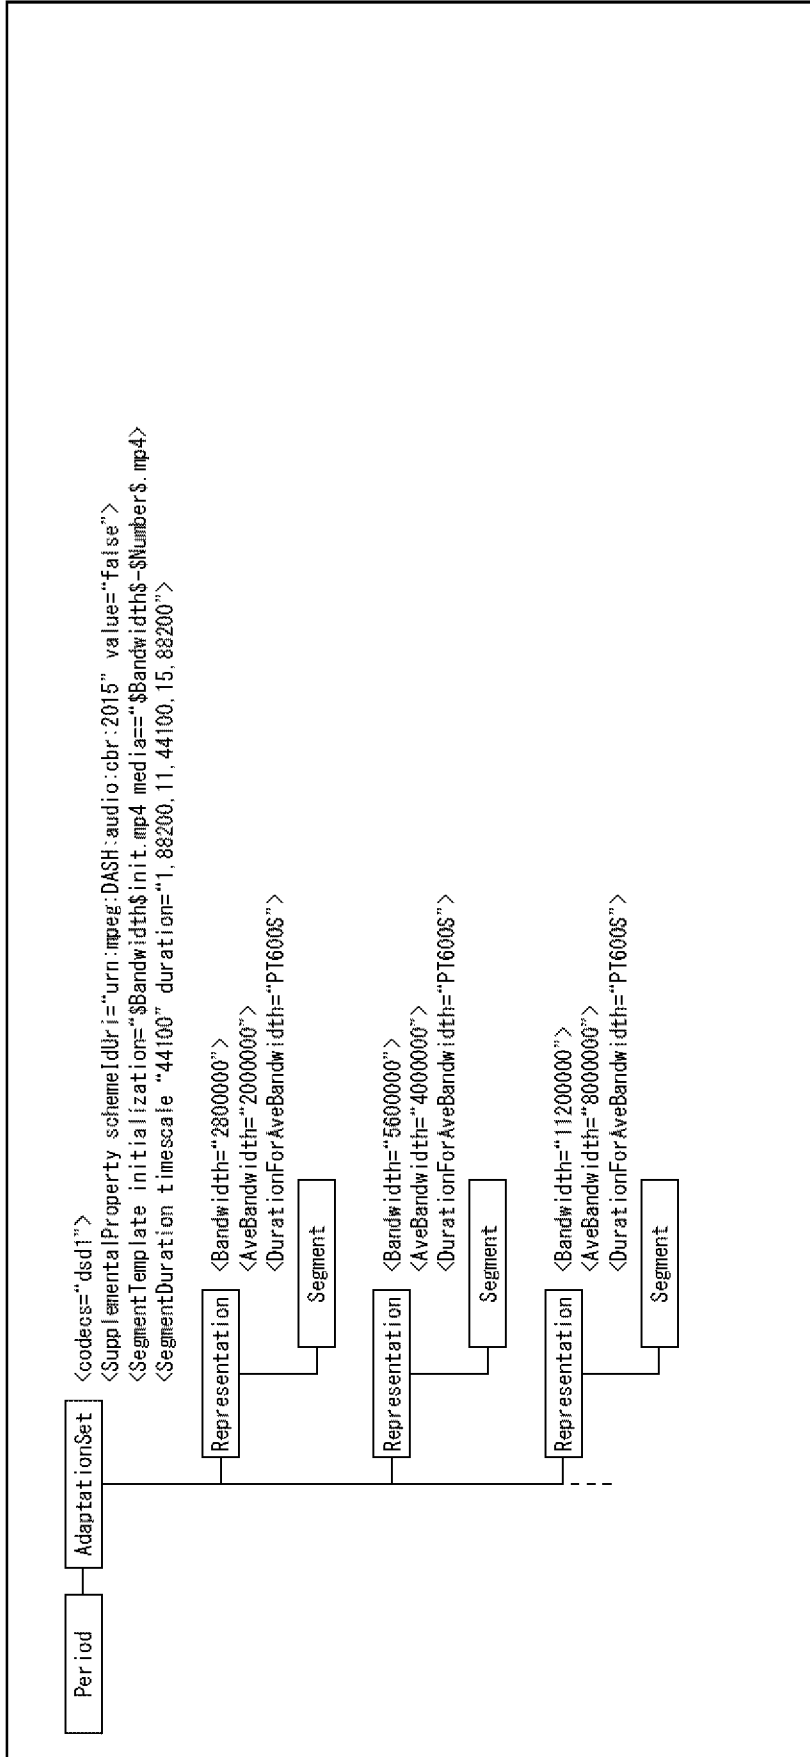 Period
AdaptationSet
<codecs=“dsd1”>
<SupplementalProperty schemeIdUri=“urn:mpeg:DASH:audio:cbr:2015” value=“false”>
<SegmentTemplate initialization=“$Bandwidth$init.mp4 media==“$Bandwidth$-$Number$.mp4>
<SegmentDuration timescale “44100” duration=“1,88200,11,44100,15,88200”>
Representation
<Bandwidth=“2800000”>
<AveBandwidth=“2000000”>
<DurationForAveBandwidth=“PT600S”>
Segment
Representation
<Bandwidth=“5600000”>
<AveBandwidth=“4000000”>
<DurationForAveBandwidth=“PT600S”>
Segment
Representation
<Bandwidth=“11200000”>
<AveBandwidth=“8000000”>
<DurationForAveBandwidth=“PT600S”>
Segment